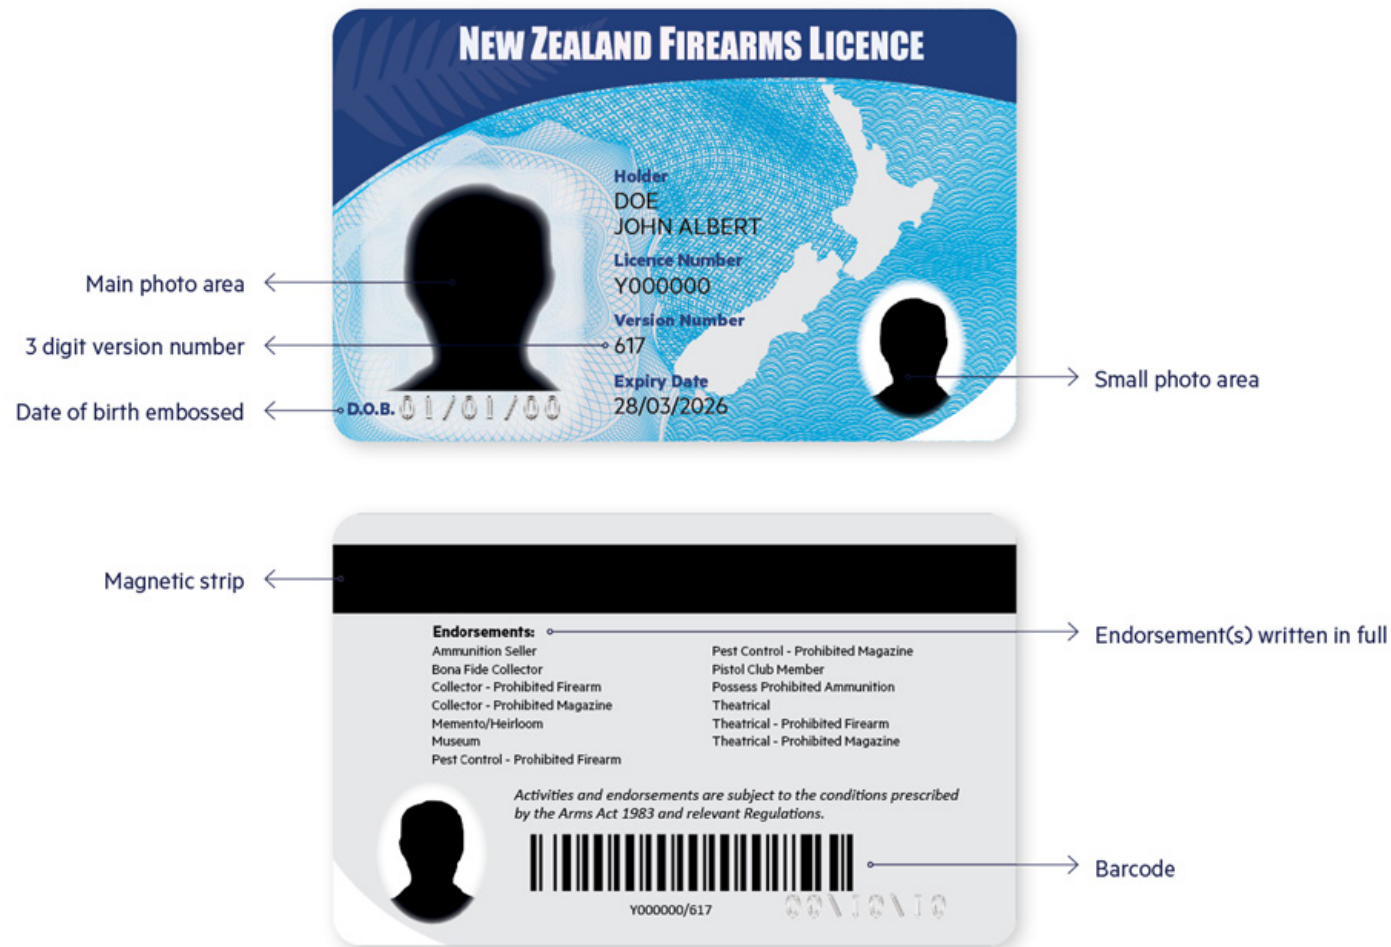 NEW ZEALAND FIREARMS LICENCE
Holder
DOE
JOHN ALBERT
Licence Number
Y000000
Version Number
617
Expiry Date
28/03/2026
D.O.B. 01/01/00
Main photo area
3 digit version number
Date of birth embossed
Small photo area
Magnetic strip
Endorsements:
Ammunition Seller
Bona Fide Collector
Collector - Prohibited Firearm
Collector - Prohibited Magazine
Memento/Heirloom
Museum
Pest Control - Prohibited Firearm
Pest Control - Prohibited Magazine
Pistol Club Member
Possess Prohibited Ammunition
Theatrical
Theatrical - Prohibited Firearm
Theatrical - Prohibited Magazine
Endorsement(s) written in full
Activities and endorsements are subject to the conditions prescribed
by the Arms Act 1983 and relevant Regulations.
Y000000/617
00\10\10
Barcode